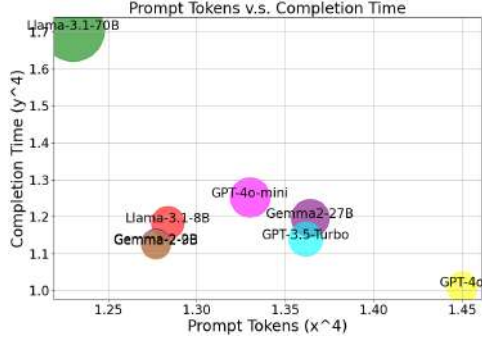 Prompt Tokens v.s. Completion Time
Llama-3.1-70B
1.7
1.6
1.5
1.4
1.3
1.2
1.1
1.0
Completion Time (y^4)
GPT-4o-mini
Llama-3.1-8B
Gemma2-27B
GPT-3.5-Turbo
GPT-4o
1.25
1.30
1.35
1.40
1.45
Prompt Tokens (x^4)